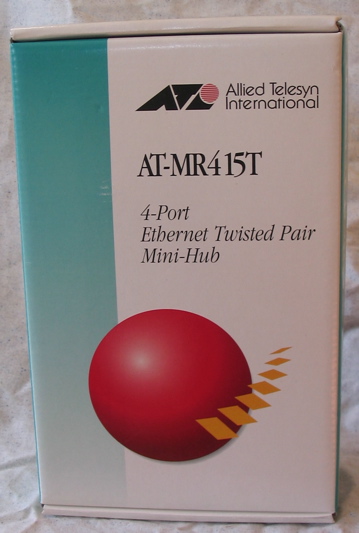 Allied Telesyn
International
AT-MR415T
4-Port
Ethernet Twisted Pair
Mini-Hub